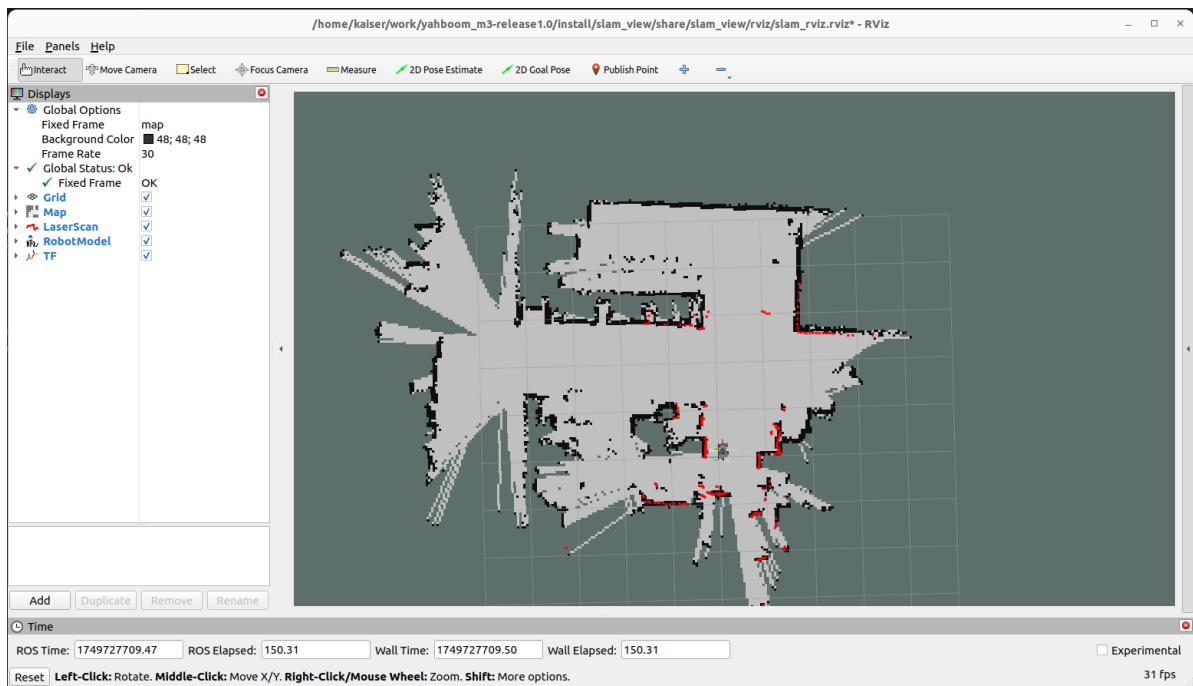 /home/kaiser/work/yahboom_m3-release1.0/install/slam_view/share/slam_view/rviz/slam_rviz.rviz* - RViz
File Panels Help
Interact Move Camera Select Focus Camera Measure 2D Pose Estimate 2D Goal Pose Publish Point
Displays
Global Options
Fixed Frame map
Background Color 48; 48; 48
Frame Rate 30
Global Status: Ok
Fixed Frame OK
Grid
Map
LaserScan
RobotModel
TF
Add Duplicate Remove Rename
Time
ROS Time: 1749727709.47 ROS Elapsed: 150.31 Wall Time: 1749727709.50 Wall Elapsed: 150.31 Experimental
Reset Left-Click: Rotate. Middle-Click: Move X/Y. Right-Click/Mouse Wheel: Zoom. Shift: More options. 31 fps